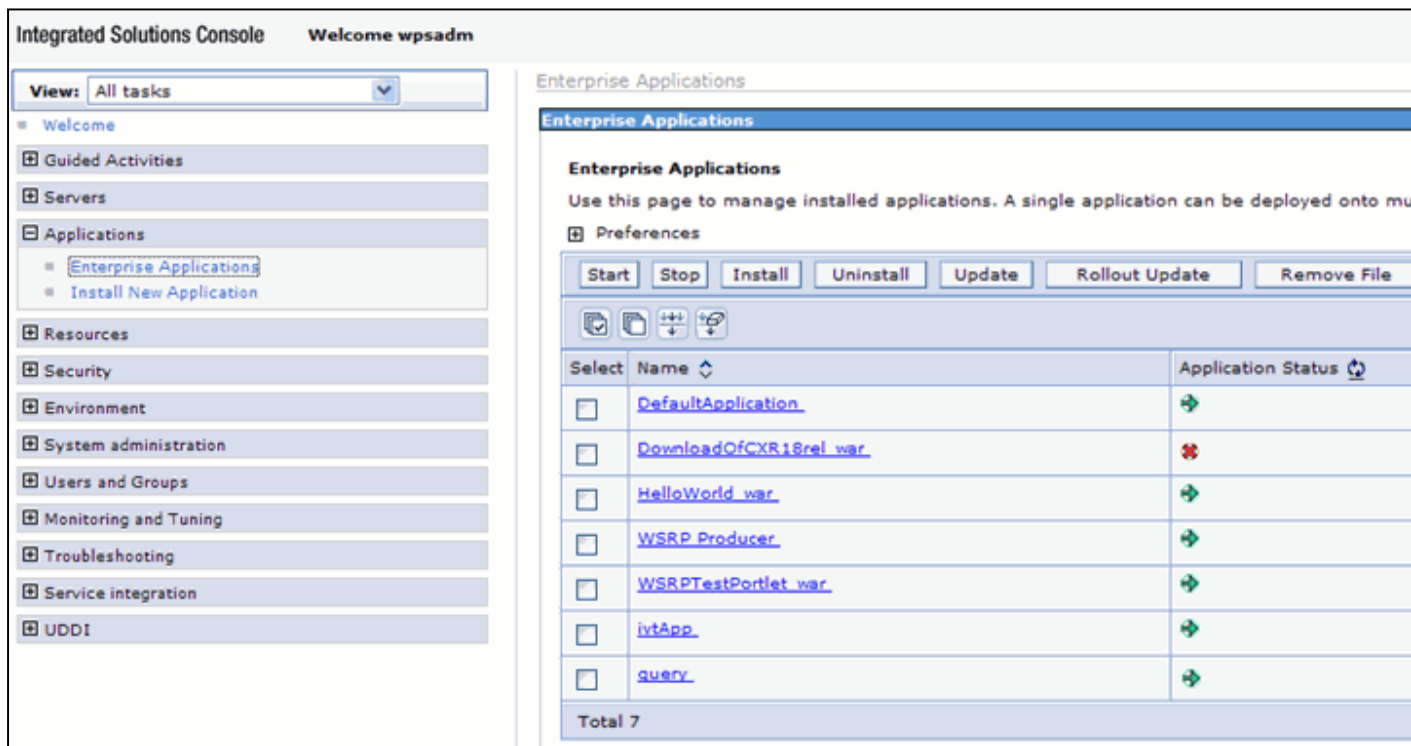 Integrated Solutions Console Welcome wpsadm
View: All tasks
Welcome
Guided Activities
Servers
Applications
Enterprise Applications
Install New Application
Resources
Security
Environment
System administration
Users and Groups
Monitoring and Tuning
Troubleshooting
Service integration
UDDI
Enterprise Applications
Enterprise Applications
Enterprise Applications
Use this page to manage installed applications. A single application can be deployed onto mu
Preferences
Start Stop Install Uninstall Update Rollout Update Remove File
Select Name Application Status
DefaultApplication
DownloadOfCXR18rel_war
HelloWorld_war
WSRP_Producer
WSRPTestPortlet_war
ivtApp
query
Total 7